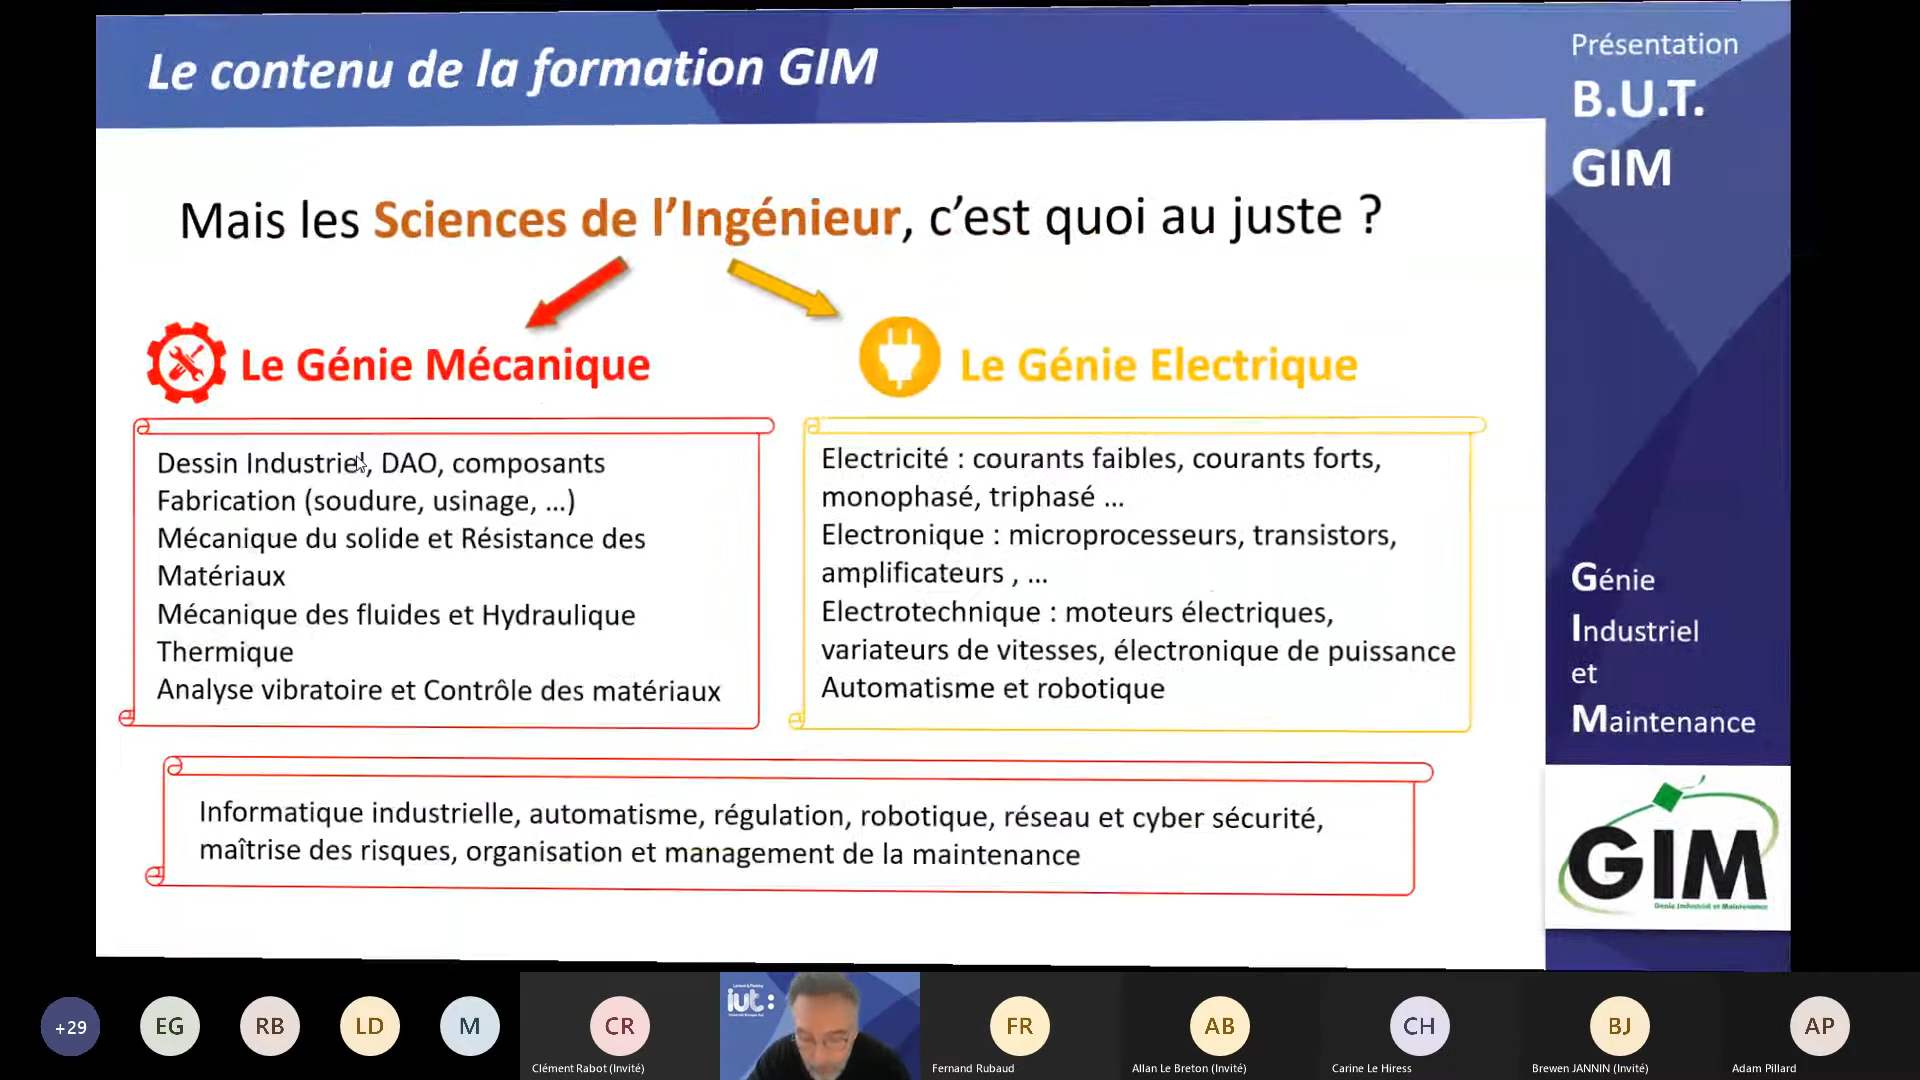 Le contenu de la formation GIM
Présentation
B.U.T.
GIM
Mais les Sciences de l’Ingénieur, c’est quoi au juste ?
Le Génie Mécanique
Dessin Industriel, DAO, composants
Fabrication (soudure, usinage, ...)
Mécanique du solide et Résistance des
Matériaux
Mécanique des fluides et Hydraulique
Thermique
Analyse vibratoire et Contrôle des matériaux
Le Génie Electrique
Electricité : courants faibles, courants forts,
monophasé, triphasé ...
Electronique : microprocesseurs, transistors,
amplificateurs , ...
Electrotechnique : moteurs électriques,
variateurs de vitesses, électronique de puissance
Automatisme et robotique
Informatique industrielle, automatisme, régulation, robotique, réseau et cyber sécurité,
maîtrise des risques, organisation et management de la maintenance
Génie
Industriel
et
Maintenance
GIM
Génie Industriel et Maintenance
+29
EG
RB
LD
M
CR
Clément Rabot (Invité)
iut:
FR
Fernand Rubaud
AB
Allan Le Breton (Invité)
CH
Carine Le Hiress
BJ
Brewen JANNIN (Invité)
AP
Adam Pillard